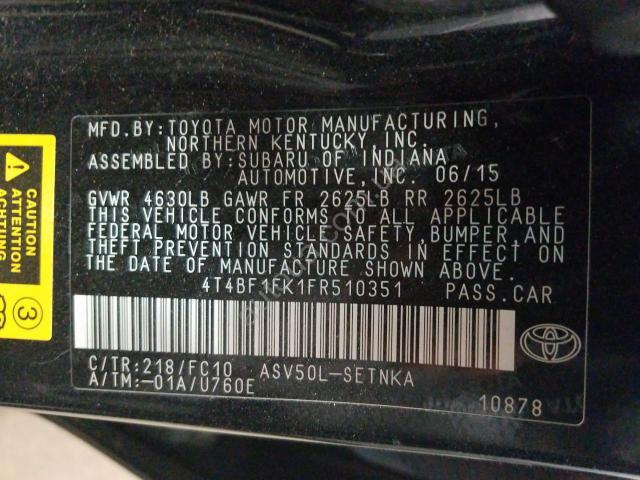 MFD.BY:TOYOTA MOTOR MANUFACTURING,
NORTHERN KENTUCKY, INC.
ASSEMBLED BY:SUBARU OF INDIANA
AUTOMOTIVE,INC. 06/15
GVWR 4630LB GAWR FR 2625LB RR 2625LB
THIS VEHICLE CONFORMS TO ALL APPLICABLE
FEDERAL MOTOR VEHICLE SAFETY,BUMPER,AND
THEFT PREVENTION STANDARDS IN EFFECT ON
THE DATE OF MANUFACTURE SHOWN ABOVE.
4T4BF1FK1FR510351 PASS.CAR
C/TR:218/FC10 ASV50L-SETNKA
A/TM:-01A/U760E
10878
TOYOTA
CAUTION
ATTENTION
ACHTUNG
3